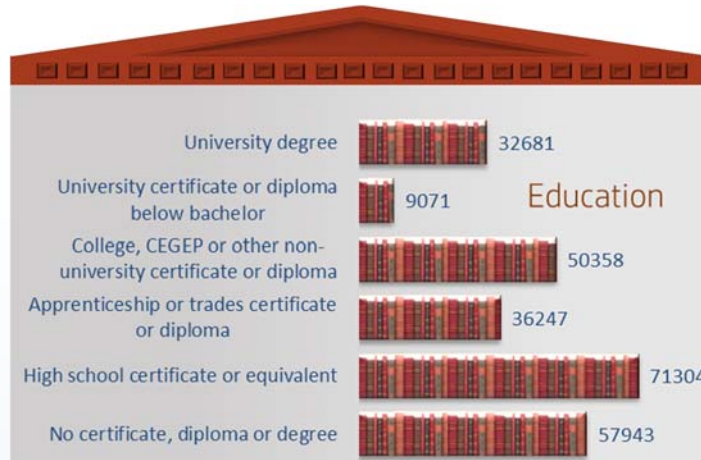 University degree 32681
University certificate or diploma
below bachelor 9071
Education
College, CEGEP or other non-
university certificate or diploma 50358
Apprenticeship or trades certificate
or diploma 36247
High school certificate or equivalent 71304
No certificate, diploma or degree 57943